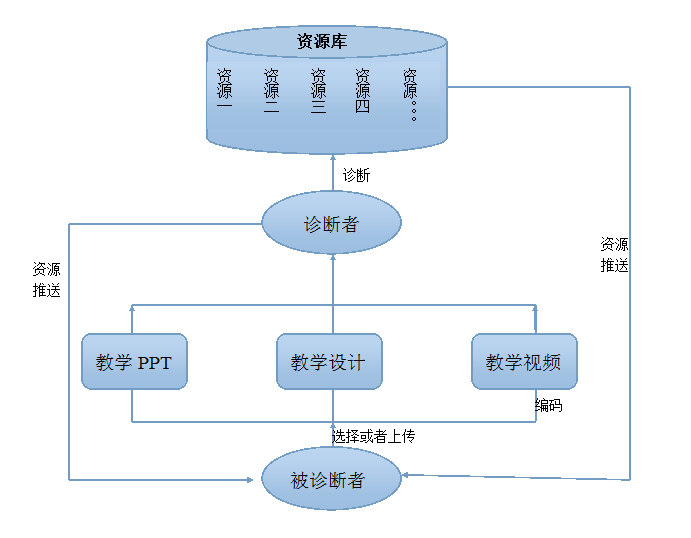 资源库
资源一
资源二
资源三
资源四
资源。。。
诊断
诊断者
资源
推送
资源
推送
教学 PPT
教学设计
教学视频
编码
选择或者上传
被诊断者